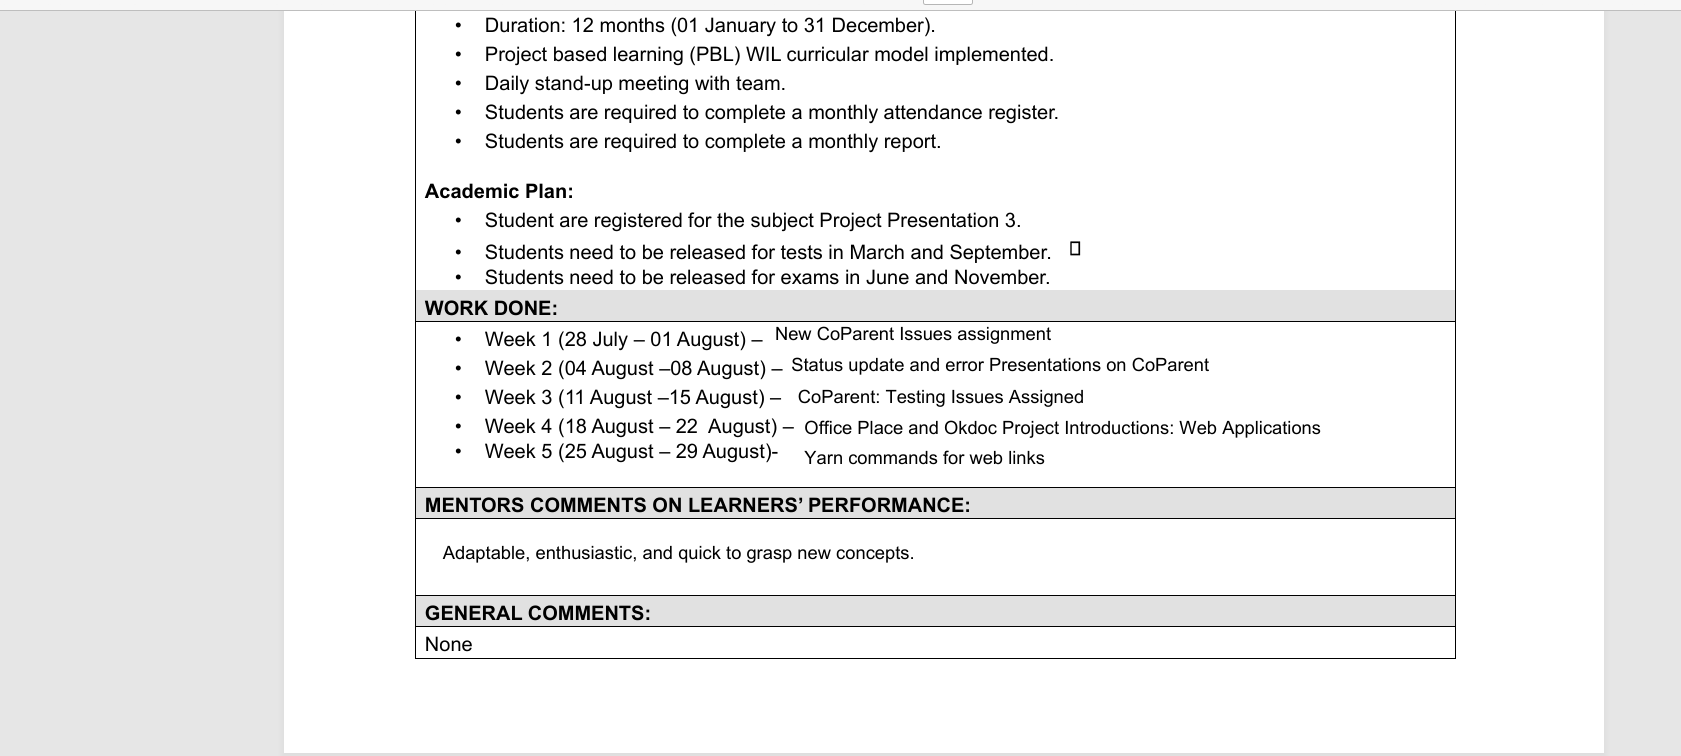 • Duration: 12 months (01 January to 31 December).
• Project based learning (PBL) WIL curricular model implemented.
• Daily stand-up meeting with team.
• Students are required to complete a monthly attendance register.
• Students are required to complete a monthly report.
Academic Plan:
• Student are registered for the subject Project Presentation 3.
• Students need to be released for tests in March and September. 
• Students need to be released for exams in June and November.
WORK DONE:
• Week 1 (28 July – 01 August) – New CoParent Issues assignment
• Week 2 (04 August –08 August) – Status update and error Presentations on CoParent
• Week 3 (11 August –15 August) – CoParent: Testing Issues Assigned
• Week 4 (18 August – 22  August) – Office Place and Okdoc Project Introductions: Web Applications
• Week 5 (25 August – 29 August)- Yarn commands for web links
MENTORS COMMENTS ON LEARNERS’ PERFORMANCE:
Adaptable, enthusiastic, and quick to grasp new concepts.
GENERAL COMMENTS:
None